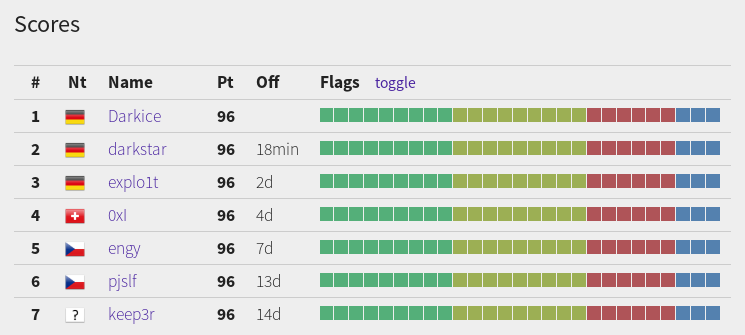 Scores
# Nt Name Pt Off Flags toggle
1 Darkice 96
2 darkstar 96 18min
3 explo1t 96 2d
4 0xI 96 4d
5 engy 96 7d
6 pjslf 96 13d
7 ? keep3r 96 14d